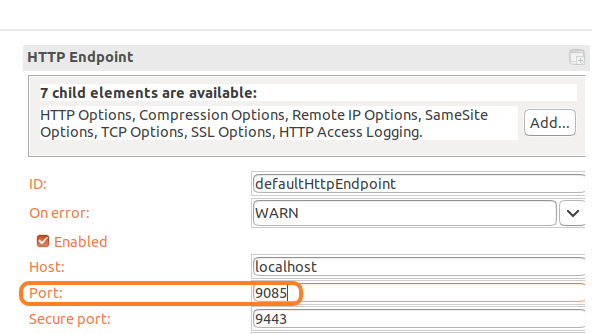 HTTP Endpoint
7 child elements are available:
HTTP Options, Compression Options, Remote IP Options, SameSite
Options, TCP Options, SSL Options, HTTP Access Logging.
Add...
ID: defaultHttpEndpoint
On error: WARN
Enabled
Host: localhost
Port: 9085
Secure port: 9443